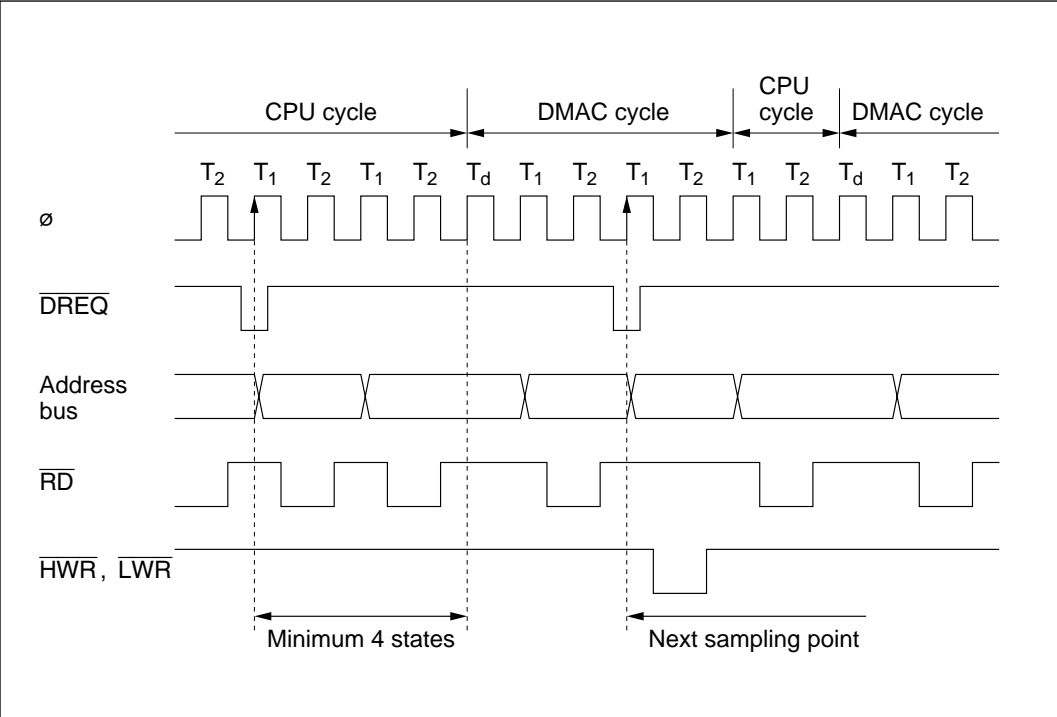 CPU cycle DMAC cycle CPU cycle DMAC cycle
T2 T1 T2 T1 T2 Td T1 T2 T1 T2 T1 T2 Td T1 T2
ø
DREQ
Address
bus
RD
HWR, LWR
Minimum 4 states Next sampling point